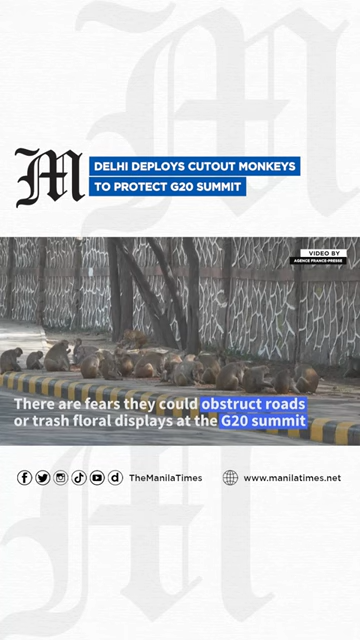 M
DELHI DEPLOYS CUTOUT MONKEYS
TO PROTECT G20 SUMMIT
VIDEO BY
AGENCE FRANCE-PRESSE
There are fears they could obstruct roads
or trash floral displays at the G20 summit
TheManilaTimes
www.manilatimes.net